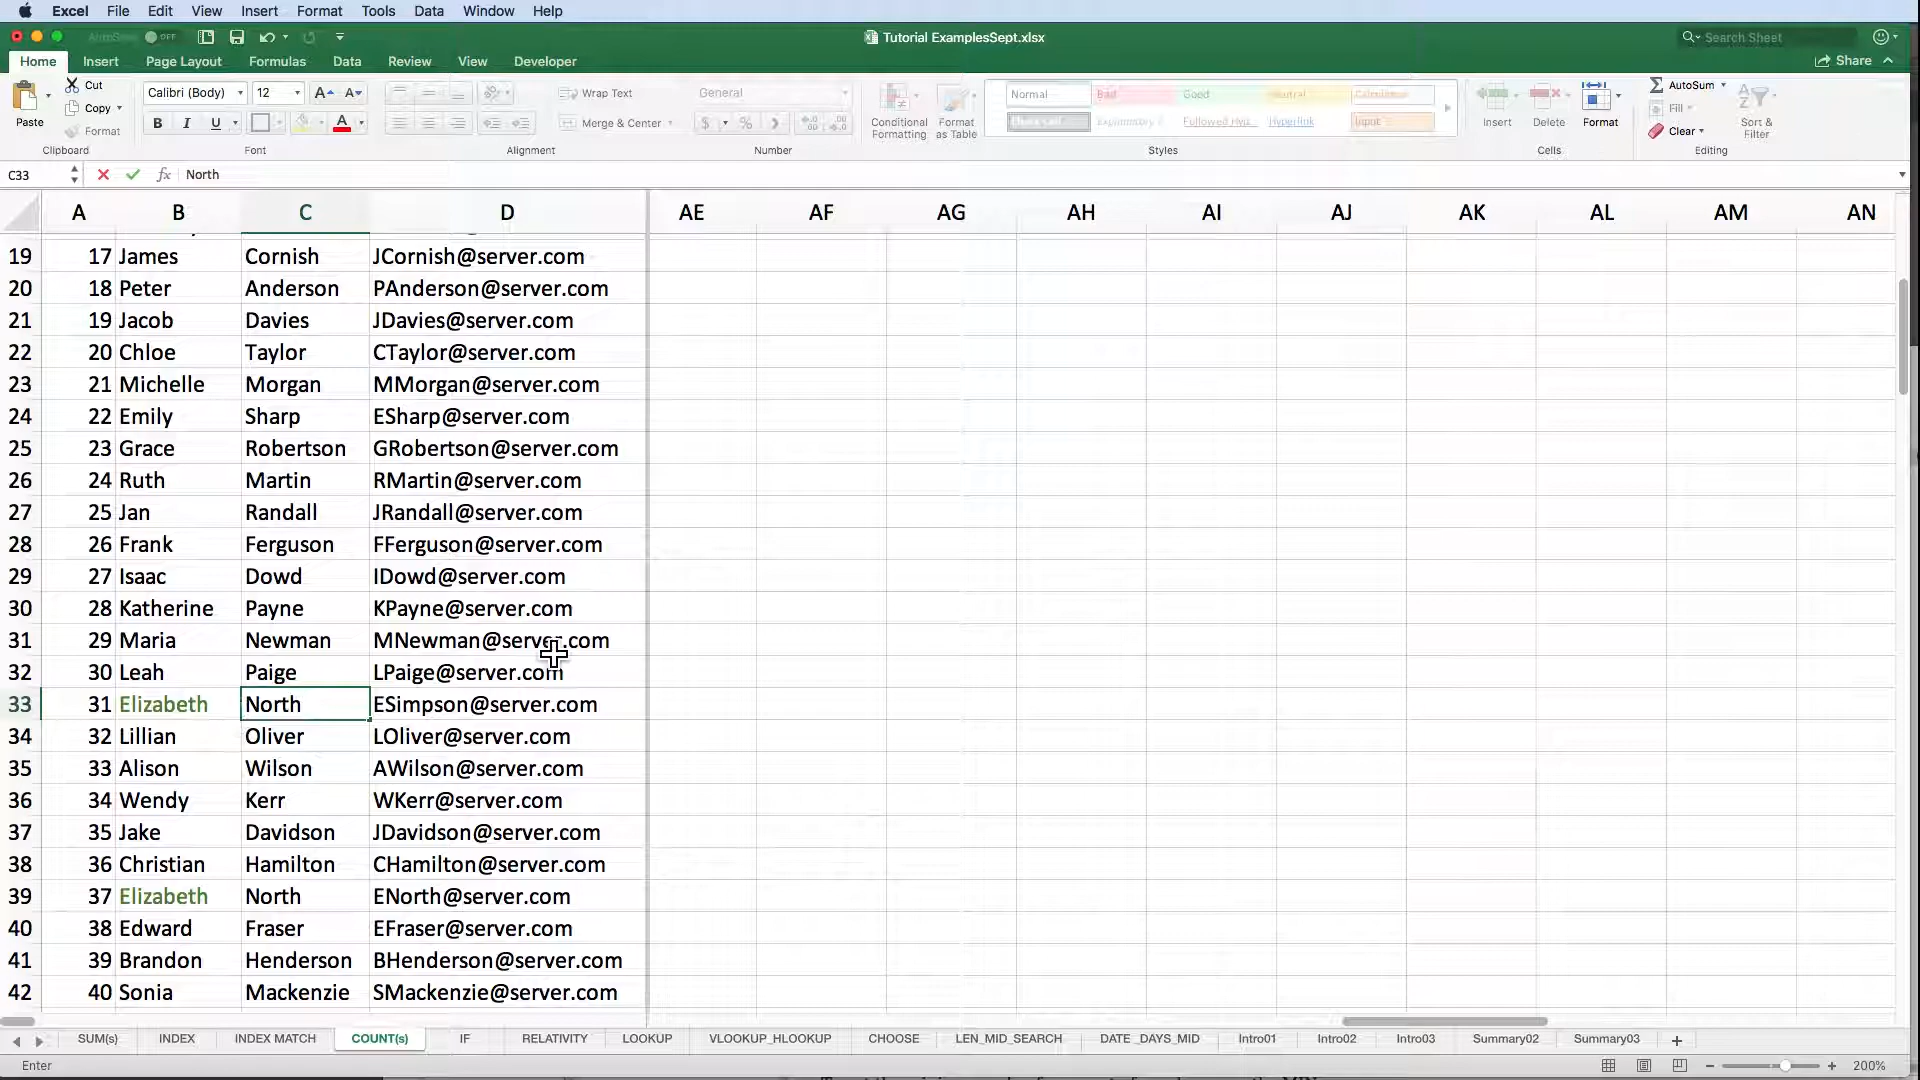 Excel File Edit View Insert Format Tools Data Window Help
AutoSave OFF Tutorial ExamplesSept.xlsx Search Sheet
Home Insert Page Layout Formulas Data Review View Developer Share
Paste Cut Copy Format Clipboard
Calibri (Body) 12 A A B I U A Font
Wrap Text Merge & Center Alignment
General $ % Number
Conditional Formatting Format as Table
Normal Bad Good Neutral Calculation
Check Cell Explanatory T... Followed Hyp... Hyperlink Input Styles
Insert Delete Format Cells
AutoSum Fill Clear Sort & Filter Editing
C33 fx North
A B C D AE AF AG AH AI AJ AK AL AM AN
19 17 James Cornish JCornish@server.com
20 18 Peter Anderson PAnderson@server.com
21 19 Jacob Davies JDavies@server.com
22 20 Chloe Taylor CTaylor@server.com
23 21 Michelle Morgan MMorgan@server.com
24 22 Emily Sharp ESharp@server.com
25 23 Grace Robertson GRobertson@server.com
26 24 Ruth Martin RMartin@server.com
27 25 Jan Randall JRandall@server.com
28 26 Frank Ferguson FFerguson@server.com
29 27 Isaac Dowd IDowd@server.com
30 28 Katherine Payne KPayne@server.com
31 29 Maria Newman MNewman@server.com
32 30 Leah Paige LPaige@server.com
33 31 Elizabeth North ESimpson@server.com
34 32 Lillian Oliver LOliver@server.com
35 33 Alison Wilson AWilson@server.com
36 34 Wendy Kerr WKerr@server.com
37 35 Jake Davidson JDavidson@server.com
38 36 Christian Hamilton CHamilton@server.com
39 37 Elizabeth North ENorth@server.com
40 38 Edward Fraser EFraser@server.com
41 39 Brandon Henderson BHenderson@server.com
42 40 Sonia Mackenzie SMackenzie@server.com
SUM(s) INDEX INDEX MATCH COUNT(s) IF RELATIVITY LOOKUP VLOOKUP_HLOOKUP CHOOSE LEN_MID_SEARCH DATE _DAYS_MID Intro01 Intro02 Intro03 Summary02 Summary03
Enter 200%